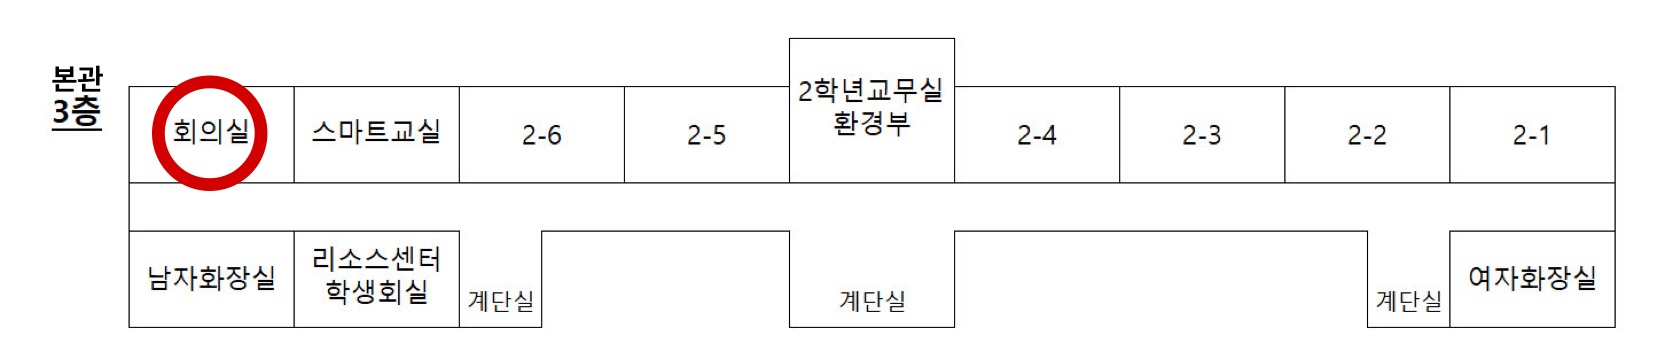 본관
3층
회의실
스마트교실
2-6
2-5
2학년교무실
환경부
2-4
2-3
2-2
2-1
남자화장실
리소스센터
학생회실
계단실
계단실
계단실
여자화장실